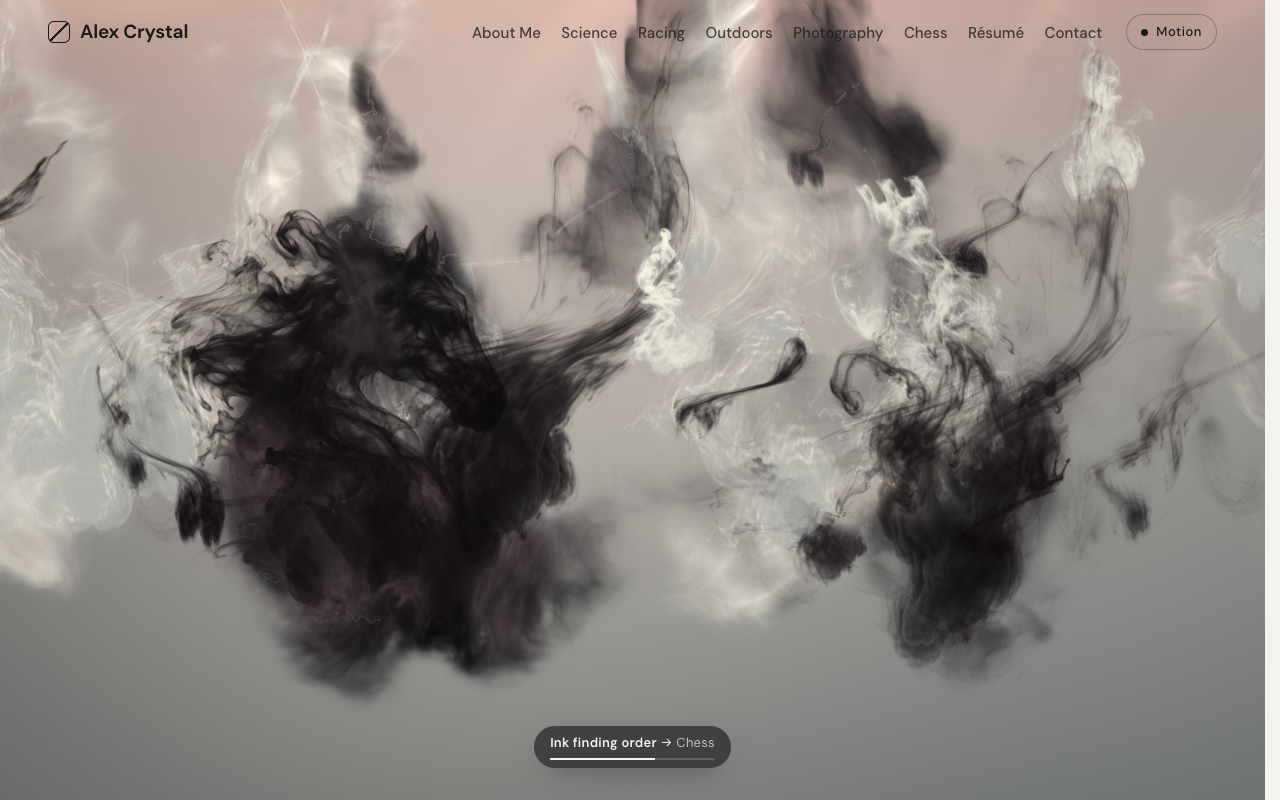 Alex Crystal
About Me Science Racing Outdoors Photography Chess Résumé Contact Motion
Ink finding order → Chess